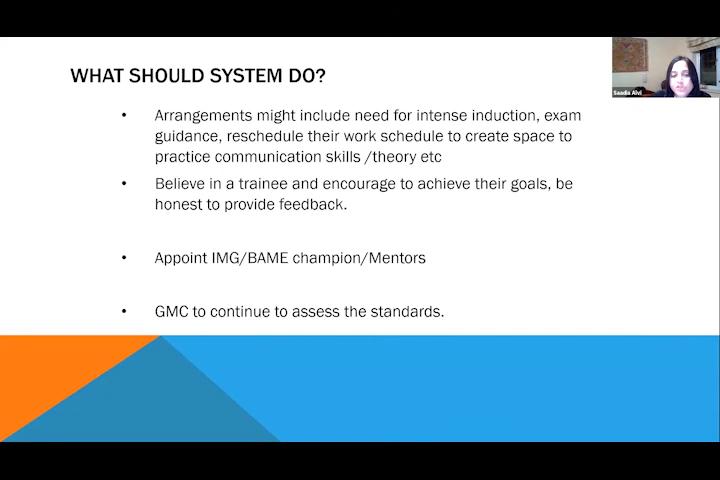 WHAT SHOULD SYSTEM DO?
• Arrangements might include need for intense induction, exam
guidance, reschedule their work schedule to create space to
practice communication skills /theory etc
• Believe in a trainee and encourage to achieve their goals, be
honest to provide feedback.
• Appoint IMG/BAME champion/Mentors
• GMC to continue to assess the standards.
Saadia Alvi